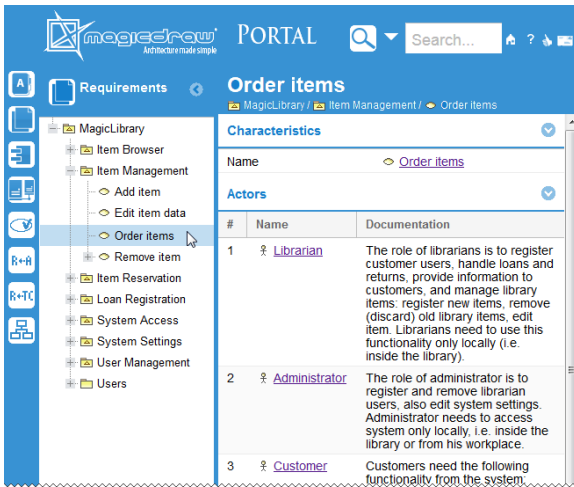 magicdraw
Architecture made simple
PORTAL
Search...
?
A
Requirements
Order items
MagicLibrary / Item Management / Order items
MagicLibrary
Item Browser
Item Management
Add item
Edit item data
Order items
Remove item
Item Reservation
Loan Registration
System Access
System Settings
User Management
Users
R+A
R+TC
Characteristics
Name Order items
Actors
# Name Documentation
1 Librarian The role of librarians is to register
customer users, handle loans and
returns, provide information to
customers, and manage library
items: register new items, remove
(discard) old library items, edit
item. Librarians need to use this
functionality only locally (i.e.
inside the library).
2 Administrator The role of administrator is to
register and remove librarian
users, also edit system settings.
Administrator needs to access
system only locally, i.e. inside the
library or from his workplace.
3 Customer Customers need the following
functionality from the system: